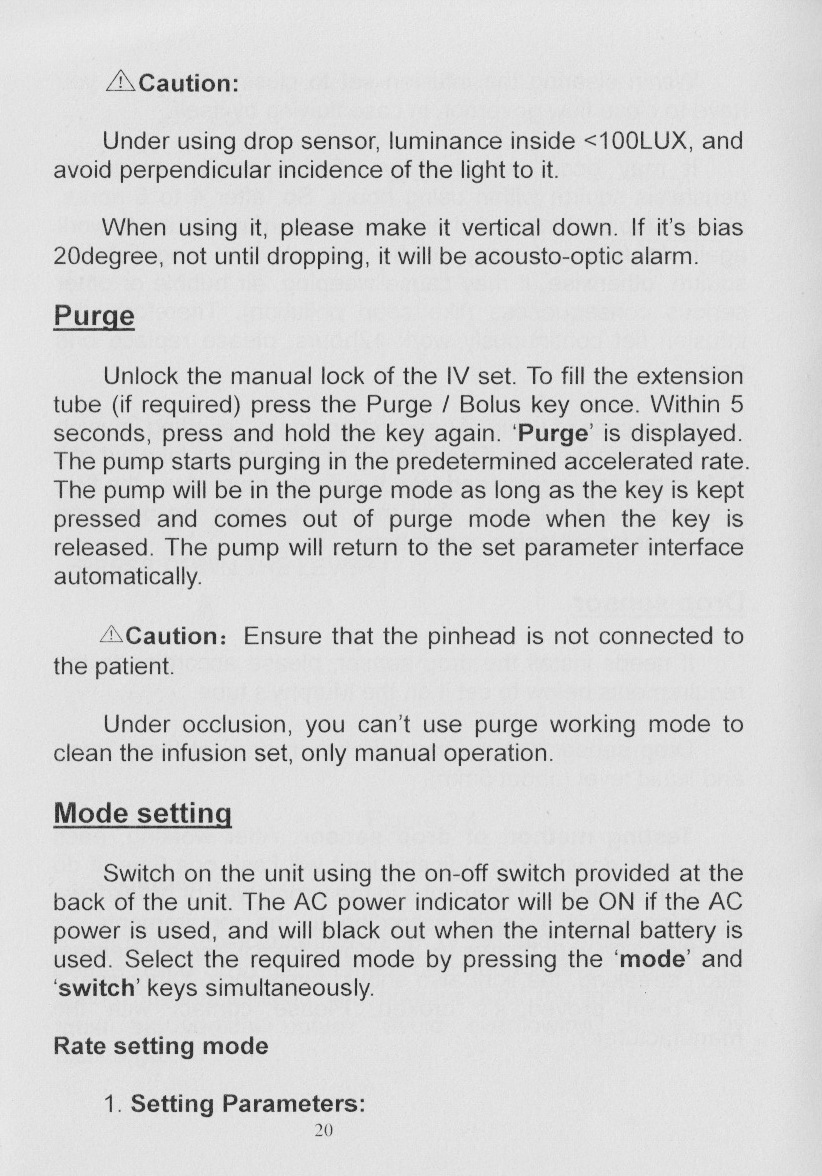 ⚠Caution:
Under using drop sensor, luminance inside <100LUX, and
avoid perpendicular incidence of the light to it.
When using it, please make it vertical down. If it's bias
20degree, not until dropping, it will be acousto-optic alarm.
Purge
Unlock the manual lock of the IV set. To fill the extension
tube (if required) press the Purge / Bolus key once. Within 5
seconds, press and hold the key again. ‘Purge’ is displayed.
The pump starts purging in the predetermined accelerated rate.
The pump will be in the purge mode as long as the key is kept
pressed and comes out of purge mode when the key is
released. The pump will return to the set parameter interface
automatically.
⚠Caution: Ensure that the pinhead is not connected to
the patient.
Under occlusion, you can't use purge working mode to
clean the infusion set, only manual operation.
Mode setting
Switch on the unit using the on-off switch provided at the
back of the unit. The AC power indicator will be ON if the AC
power is used, and will black out when the internal battery is
used. Select the required mode by pressing the ‘mode’ and
‘switch’ keys simultaneously.
Rate setting mode
1. Setting Parameters:
20